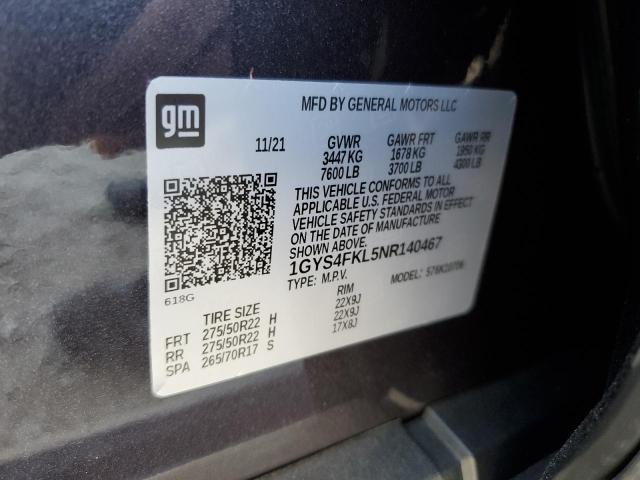 gm
MFD BY GENERAL MOTORS LLC
11/21 GVWR GAWR FRT GAWR RR
3447 KG 1678 KG 1950 KG
7600 LB 3700 LB 4300 LB
THIS VEHICLE CONFORMS TO ALL
APPLICABLE U.S. FEDERAL MOTOR
VEHICLE SAFETY STANDARDS IN EFFECT
ON THE DATE OF MANUFACTURE
SHOWN ABOVE.
1GYS4FKL5NR140467
TYPE: M.P.V. MODEL:
618G
TIRE SIZE RIM
FRT 275/50R22 H 22X9J
RR 275/50R22 H 22X9J
SPA 265/70R17 S 17X8J